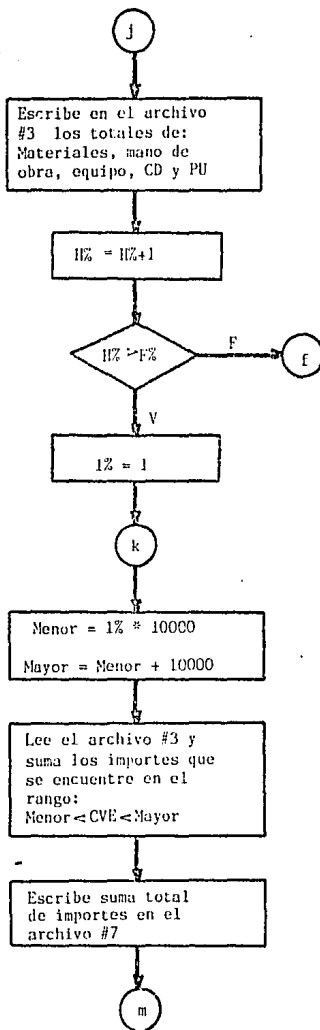 j
Escribe en el archivo
#3 los totales de:
Materiales, mano de
obra, equipo, CD y PU
H% = H%+1
H% >F%
F
f
V
1% = 1
k
Menor = 1% * 10000
Mayor = Menor + 10000
Lee el archivo #3 y
suma los importes que
se encuentre en el
rango:
Menor<CVE<Mayor
Escribe suma total
de importes en el
archivo #7
m